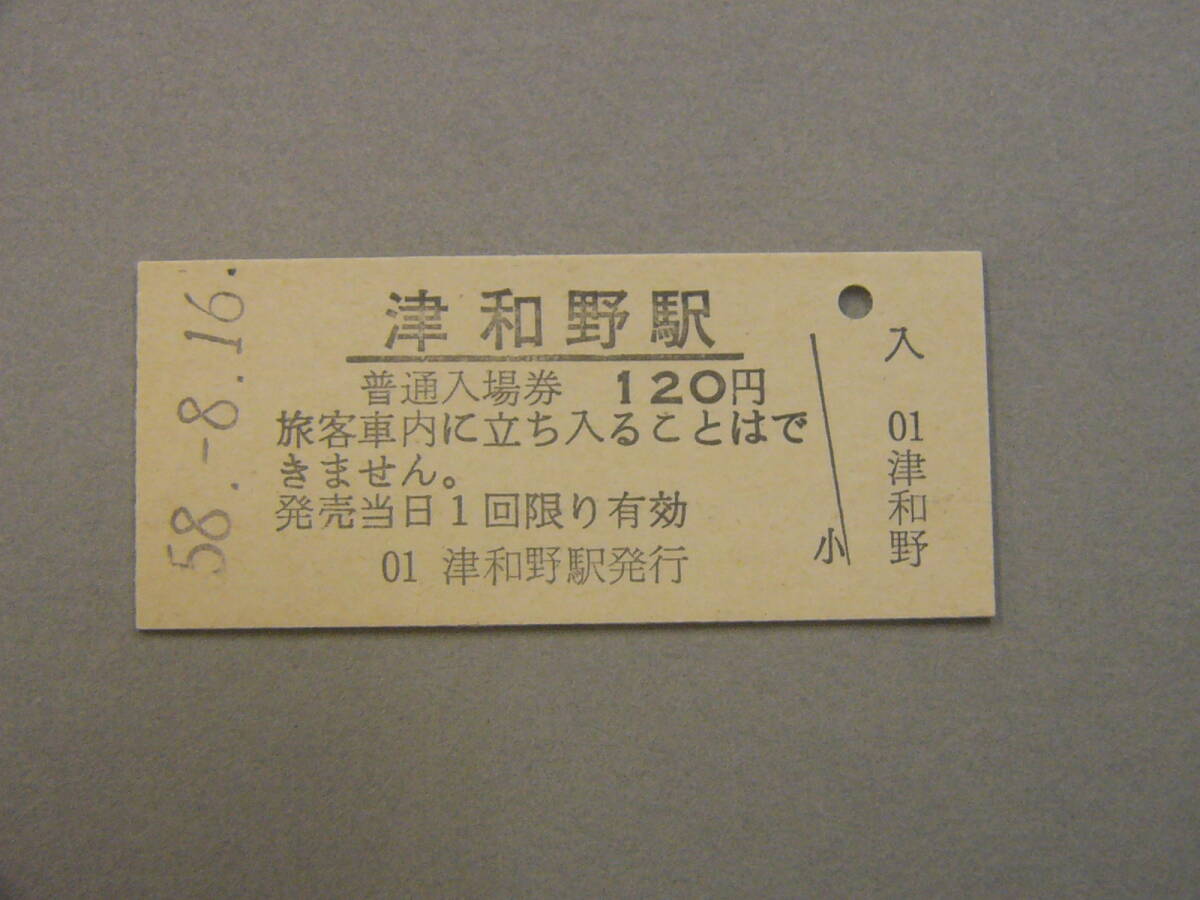 58.-8.16.
津和野駅
普通入場券 120円
旅客車内に立ち入ることはで
きません。
発売当日1回限り有効
01 津和野駅発行
小
入
01津和野